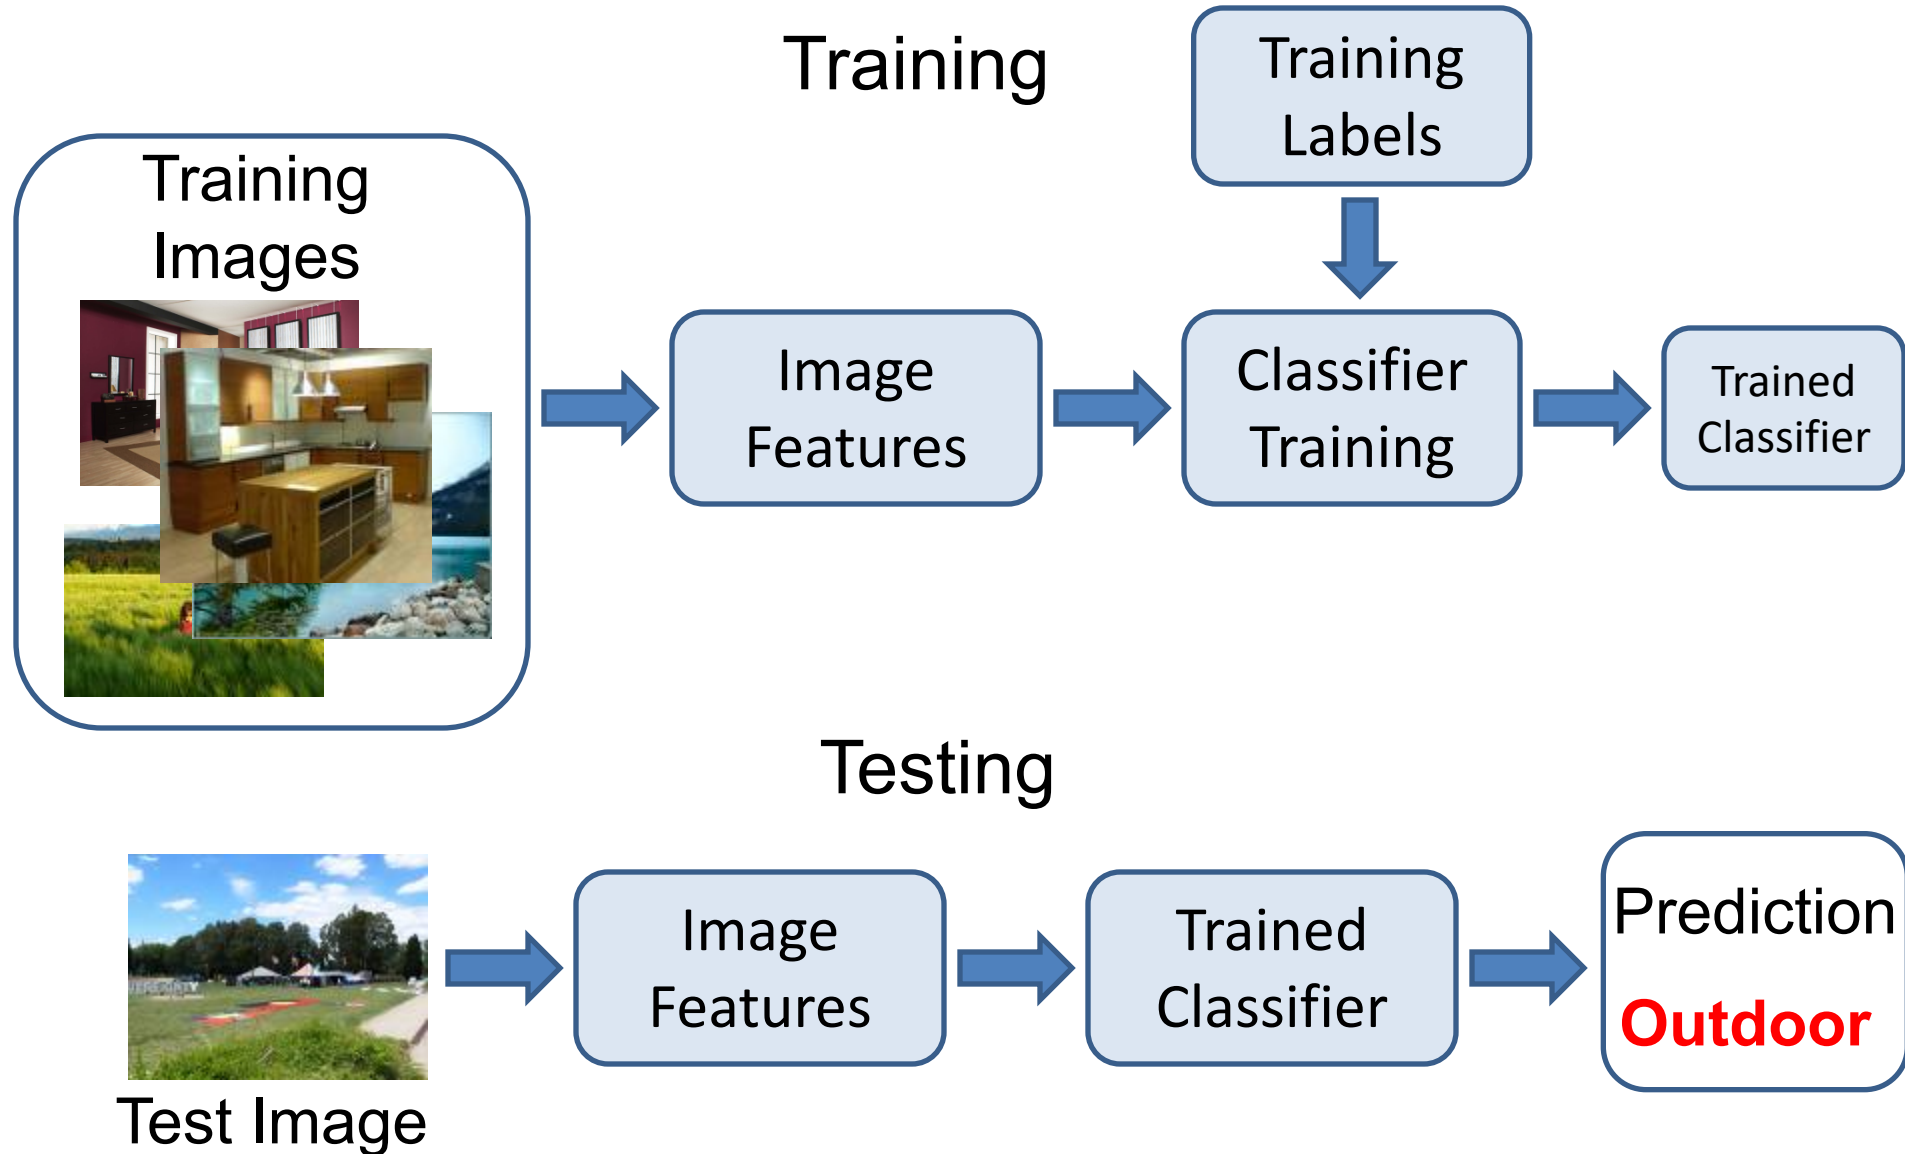 Training
Training
Labels
Training
Images
Image
Features
Classifier
Training
Trained
Classifier
Testing
Image
Features
Trained
Classifier
Prediction
Outdoor
Test Image